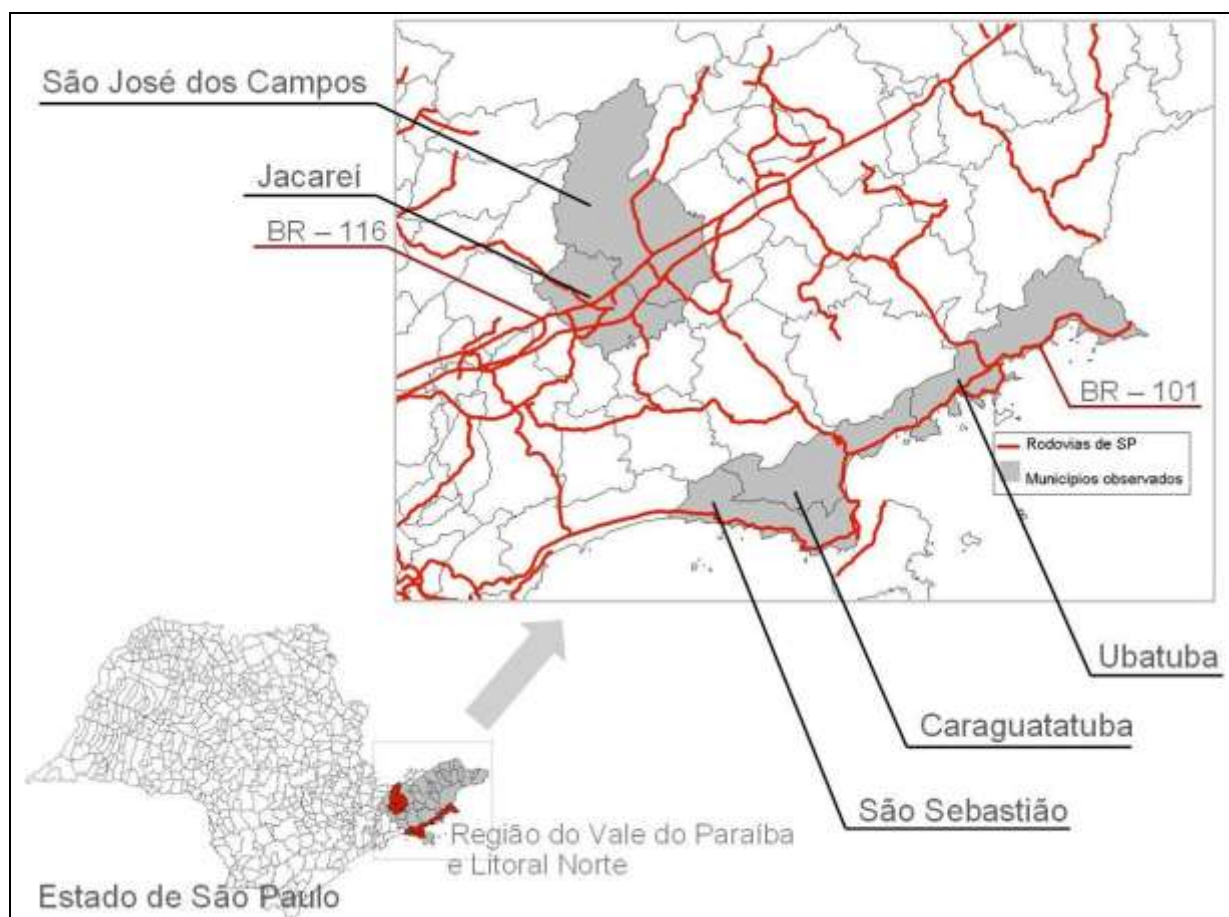 São José dos Campos
Jacareí
BR – 116
BR – 101
Rodovias de SP
Municípios observados
Ubatuba
Caraguatatuba
São Sebastião
Região do Vale do Paraíba
e Litoral Norte
Estado de São Paulo